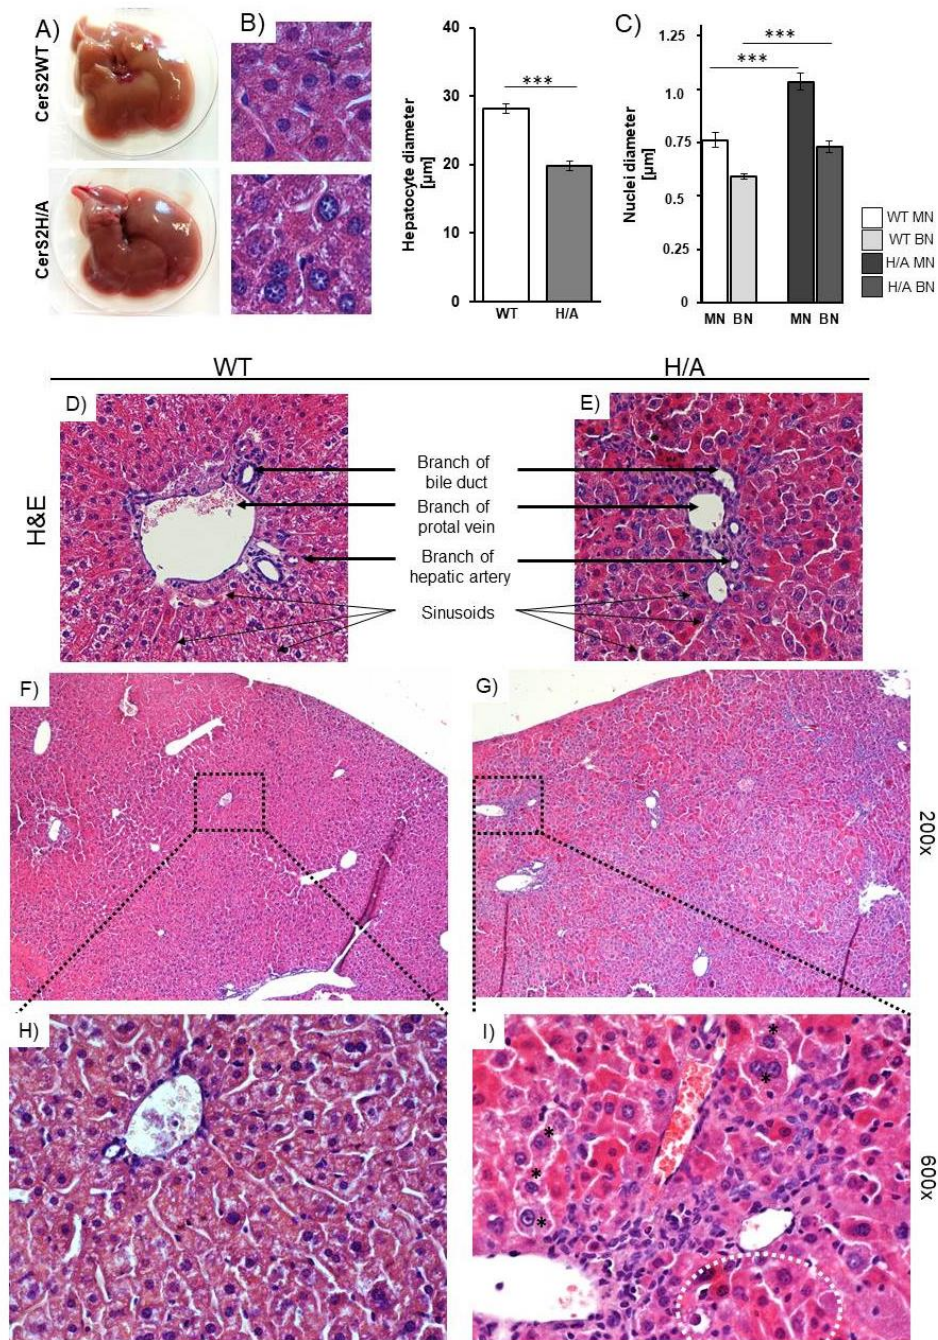 A)
B)
C)
CerS2WT
CerS2H/A
Hepatocyte diameter
[µm]
40
30
20
10
0
***
WT
H/A
Nuclei diameter
[µm]
1.25
1.0
0.75
0.5
0.25
0
***
***
MN BN
MN BN
WT MN
WT BN
H/A MN
H/A BN
WT
H/A
H&E
D)
E)
Branch of
bile duct
Branch of
protal vein
Branch of
hepatic artery
Sinusoids
F)
G)
200x
H)
I)
*
*
*
*
*
600x